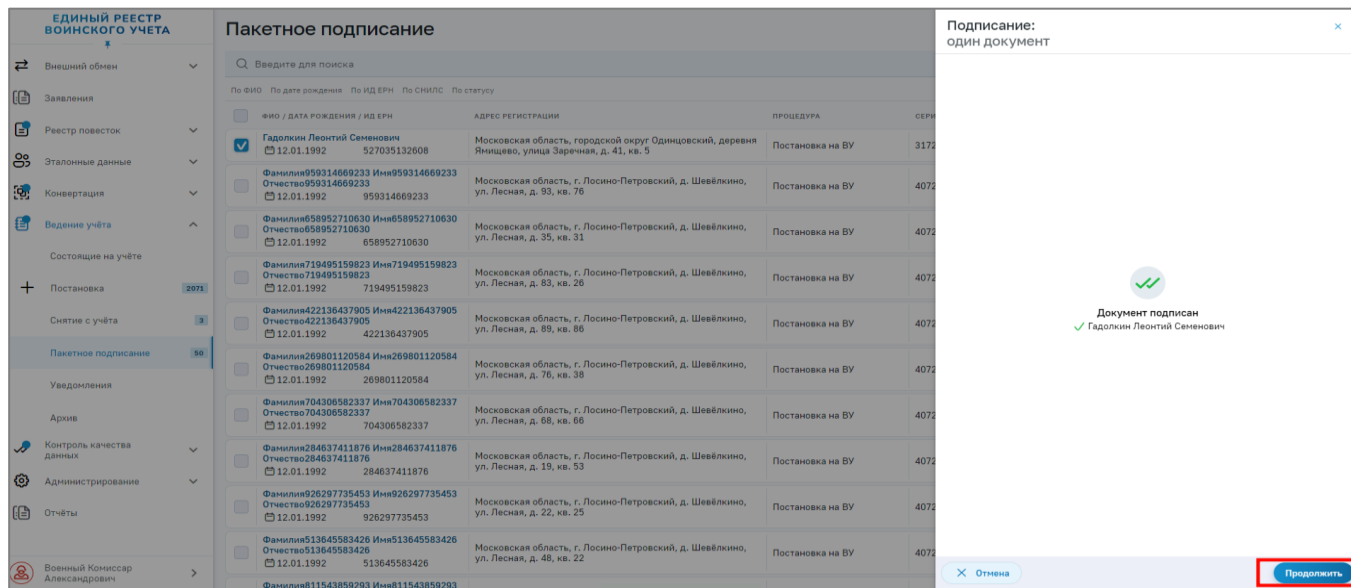 ЕДИНЫЙ РЕЕСТР
ВОИНСКОГО УЧЕТА
Внешний обмен
Заявления
Реестр повесток
Эталонные данные
Конвертация
Ведение учёта
Состоящие на учёте
Постановка 2071
Снятие с учёта 3
Пакетное подписание 50
Уведомления
Архив
Контроль качества
данных
Администрирование
Отчёты
Военный Комиссар
Александрович
Пакетное подписание
Введите для поиска
По ФИО По дате рождения По ИД ЕРН По СНИЛС По статусу
ФИО / ДАТА РОЖДЕНИЯ / ИД ЕРН АДРЕС РЕГИСТРАЦИИ ПРОЦЕДУРА СЕРИ
Гадолкин Леонтий Семенович
12.01.1992 527035132608
Московская область, городской округ Одинцовский, деревня
Ямищево, улица Заречная, д. 41, кв. 5
Постановка на ВУ
3172
Фамилия959314669233 Имя959314669233
Отчество959314669233
12.01.1992 959314669233
Московская область, г. Лосино-Петровский, д. Шевёлкино,
ул. Лесная, д. 93, кв. 76
Постановка на ВУ
4072
Фамилия658952710630 Имя658952710630
Отчество658952710630
12.01.1992 658952710630
Московская область, г. Лосино-Петровский, д. Шевёлкино,
ул. Лесная, д. 35, кв. 31
Постановка на ВУ
4072
Фамилия719495159823 Имя719495159823
Отчество719495159823
12.01.1992 719495159823
Московская область, г. Лосино-Петровский, д. Шевёлкино,
ул. Лесная, д. 83, кв. 26
Постановка на ВУ
4072
Фамилия422136437905 Имя422136437905
Отчество422136437905
12.01.1992 422136437905
Московская область, г. Лосино-Петровский, д. Шевёлкино,
ул. Лесная, д. 89, кв. 86
Постановка на ВУ
4072
Фамилия269801120584 Имя269801120584
Отчество269801120584
12.01.1992 269801120584
Московская область, г. Лосино-Петровский, д. Шевёлкино,
ул. Лесная, д. 76, кв. 38
Постановка на ВУ
4072
Фамилия704306582337 Имя704306582337
Отчество704306582337
12.01.1992 704306582337
Московская область, г. Лосино-Петровский, д. Шевёлкино,
ул. Лесная, д. 68, кв. 66
Постановка на ВУ
4072
Фамилия284637411876 Имя284637411876
Отчество284637411876
12.01.1992 284637411876
Московская область, г. Лосино-Петровский, д. Шевёлкино,
ул. Лесная, д. 19, кв. 53
Постановка на ВУ
4072
Фамилия926297735453 Имя926297735453
Отчество926297735453
12.01.1992 926297735453
Московская область, г. Лосино-Петровский, д. Шевёлкино,
ул. Лесная, д. 22, кв. 25
Постановка на ВУ
4072
Фамилия513645583426 Имя513645583426
Отчество513645583426
12.01.1992 513645583426
Московская область, г. Лосино-Петровский, д. Шевёлкино,
ул. Лесная, д. 48, кв. 22
Постановка на ВУ
4072
Фамилия811543859293 Имя811543859293
Подписание:
один документ
Документ подписан
Гадолкин Леонтий Семенович
Отмена
Продолжить